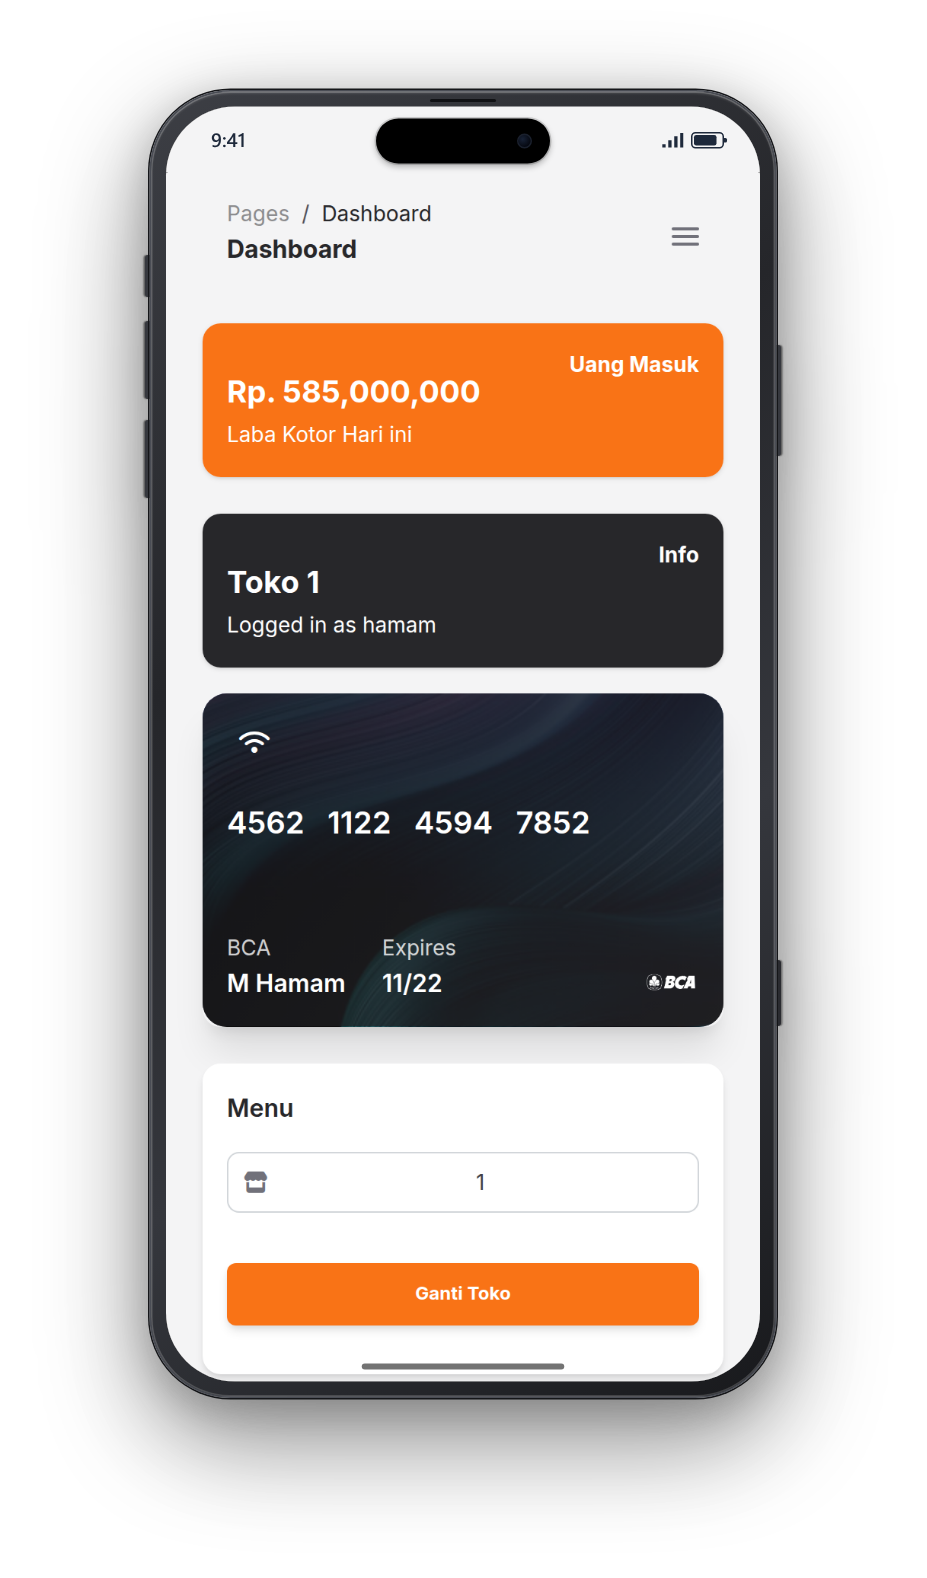 9:41
Pages / Dashboard
Dashboard
Uang Masuk
Rp. 585,000,000
Laba Kotor Hari ini
Info
Toko 1
Logged in as hamam
4562 1122 4594 7852
BCA Expires
M Hamam 11/22
BCA
Menu
1
Ganti Toko